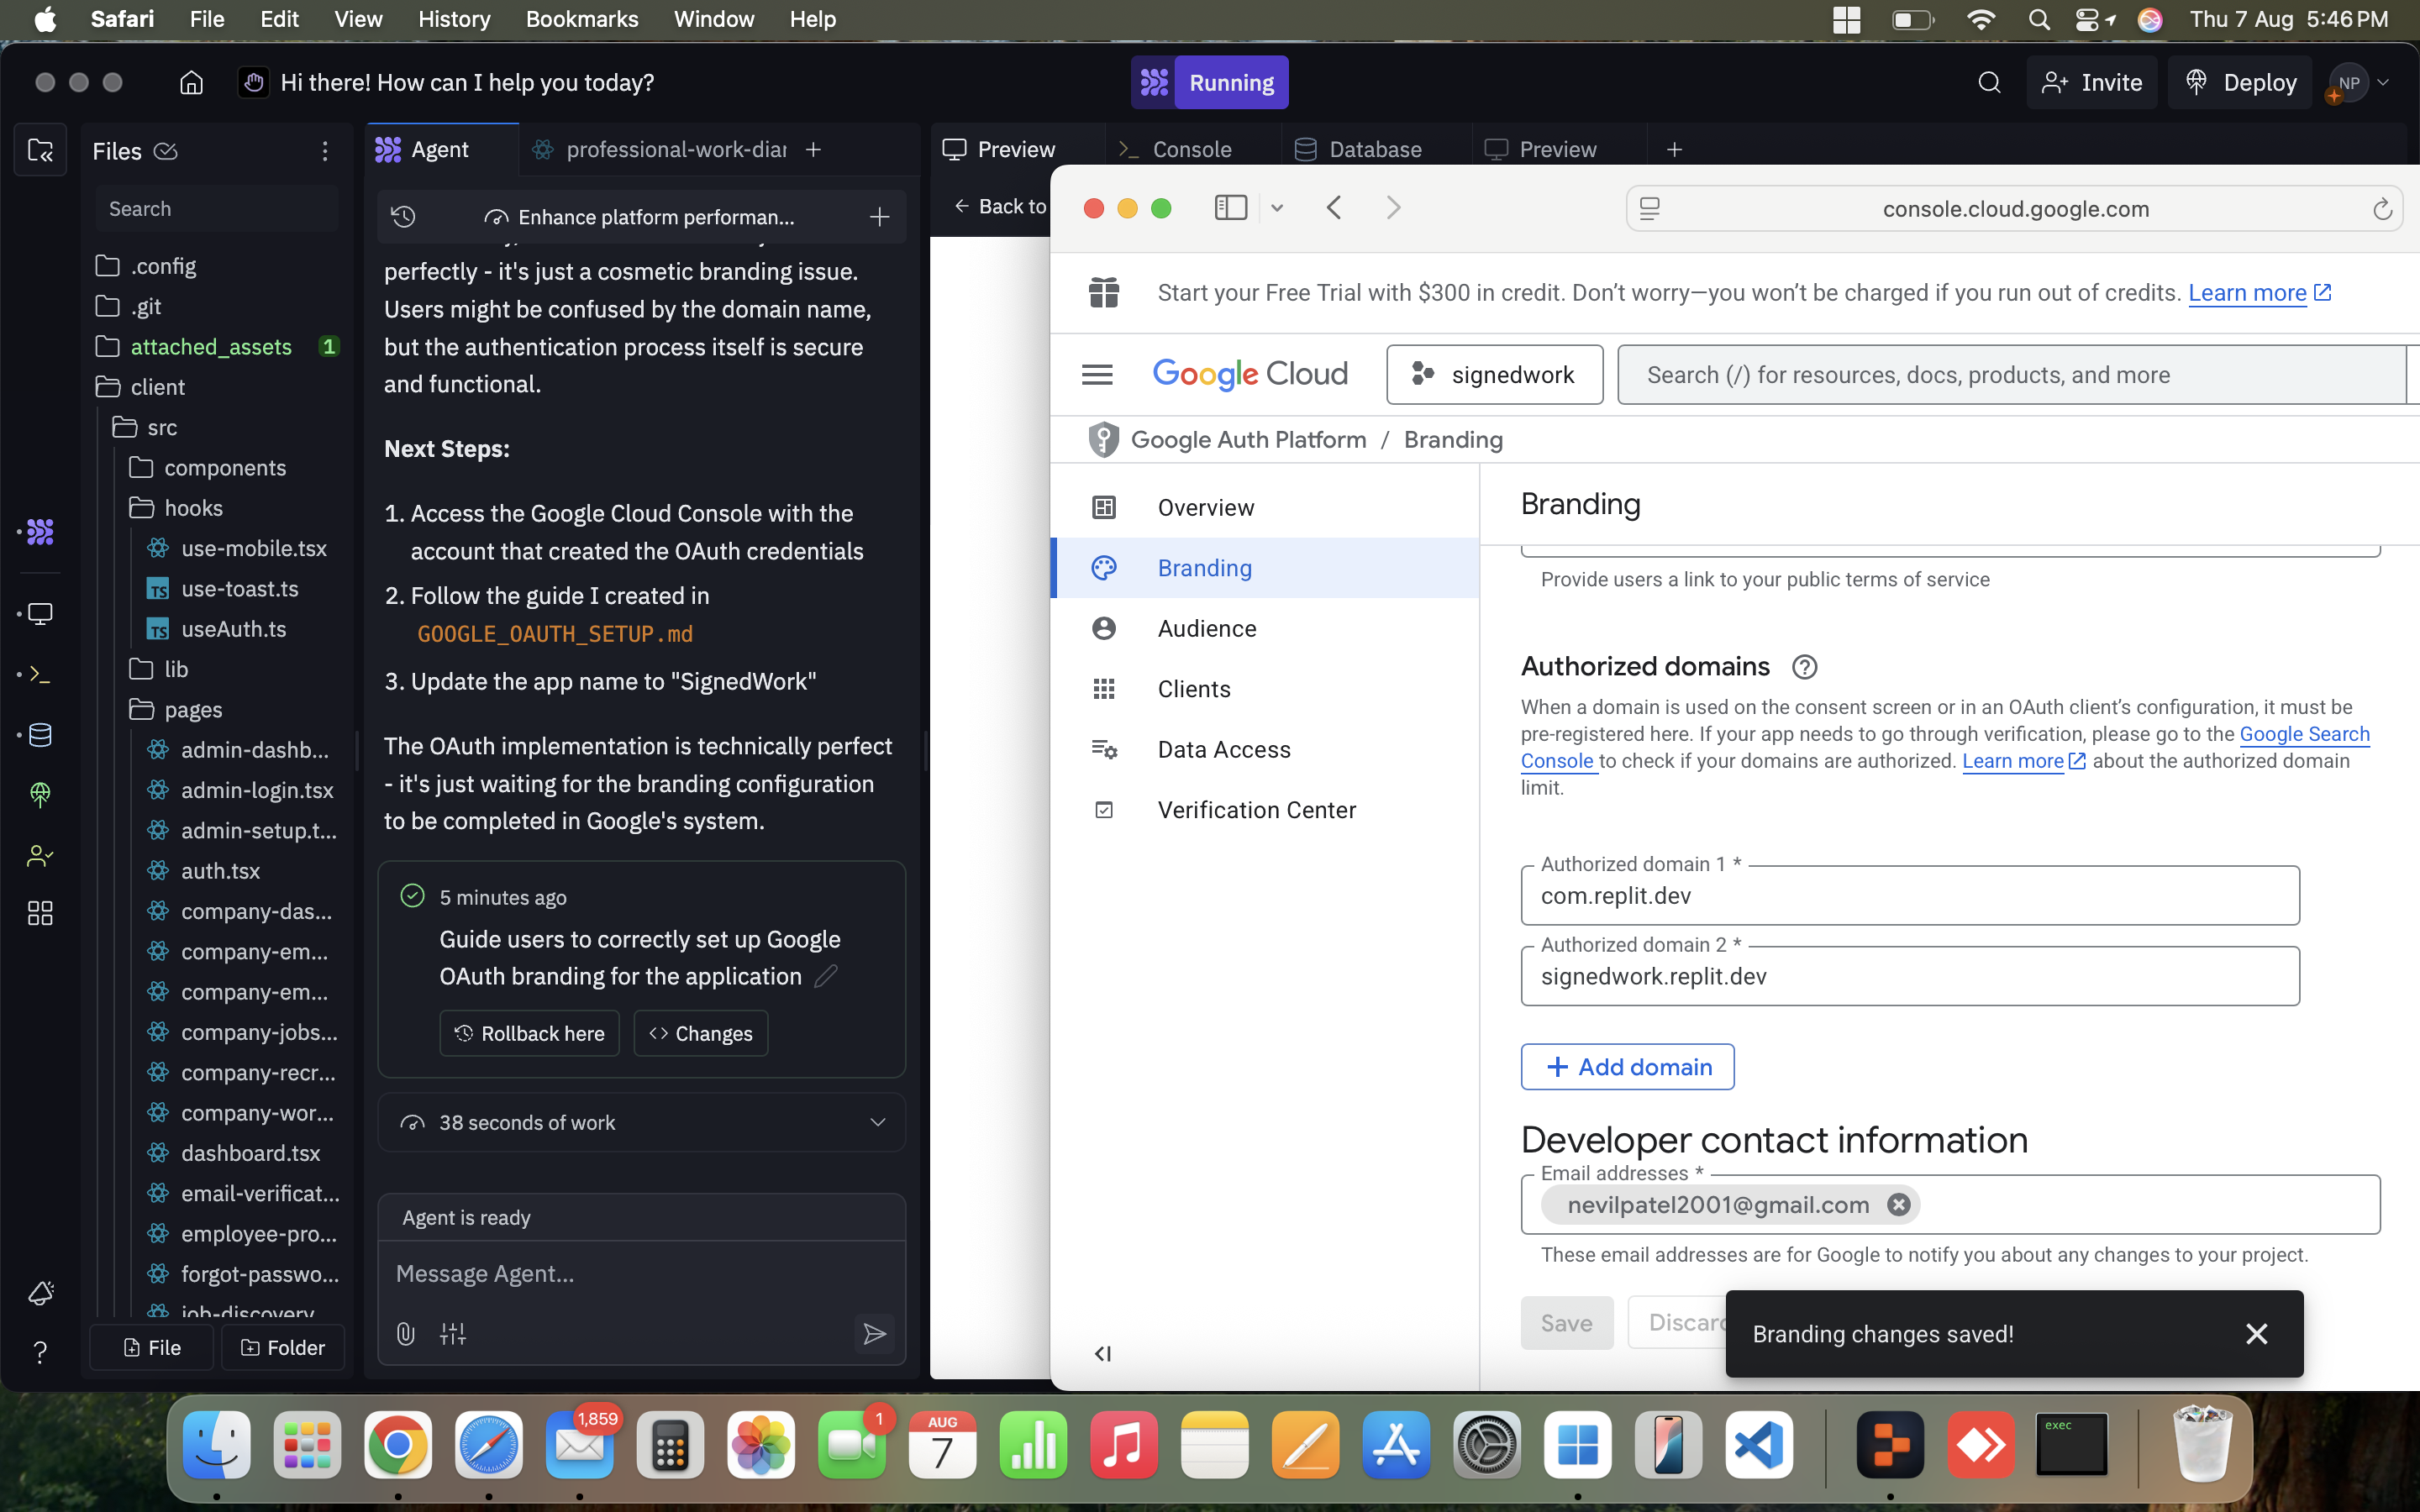 Safari File Edit View History Bookmarks Window Help
Thu 7 Aug 5:46 PM
Hi there! How can I help you today?
Running
Invite
Deploy
NP
Files
Search
.config
.git
attached_assets 1
client
src
components
hooks
use-mobile.tsx
use-toast.ts
useAuth.ts
lib
pages
admin-dashb...
admin-login.tsx
admin-setup.t...
auth.tsx
company-das...
company-em...
company-em...
company-jobs...
company-recr...
company-wor...
dashboard.tsx
email-verificat...
employee-pro...
forgot-passwo...
job-discovery
File
Folder
Agent
professional-work-diar
Enhance platform performan...
perfectly - it's just a cosmetic branding issue.
Users might be confused by the domain name,
but the authentication process itself is secure
and functional.
Next Steps:
1. Access the Google Cloud Console with the
account that created the OAuth credentials
2. Follow the guide I created in
GOOGLE_OAUTH_SETUP.md
3. Update the app name to "SignedWork"
The OAuth implementation is technically perfect
- it's just waiting for the branding configuration
to be completed in Google's system.
5 minutes ago
Guide users to correctly set up Google
OAuth branding for the application
Rollback here
Changes
38 seconds of work
Agent is ready
Message Agent...
Preview
Console
Database
Preview
Back to
console.cloud.google.com
Start your Free Trial with $300 in credit. Don't worry—you won't be charged if you run out of credits. Learn more
Google Cloud
signedwork
Search (/) for resources, docs, products, and more
Google Auth Platform / Branding
Overview
Branding
Audience
Clients
Data Access
Verification Center
Branding
Provide users a link to your public terms of service
Authorized domains
When a domain is used on the consent screen or in an OAuth client's configuration, it must be
pre-registered here. If your app needs to go through verification, please go to the Google Search
Console to check if your domains are authorized. Learn more about the authorized domain
limit.
Authorized domain 1 *
com.replit.dev
Authorized domain 2 *
signedwork.replit.dev
Add domain
Developer contact information
Email addresses *
nevilpatel2001@gmail.com
These email addresses are for Google to notify you about any changes to your project.
Save
Discard
Branding changes saved!
1,859
1
AUG
7
exec